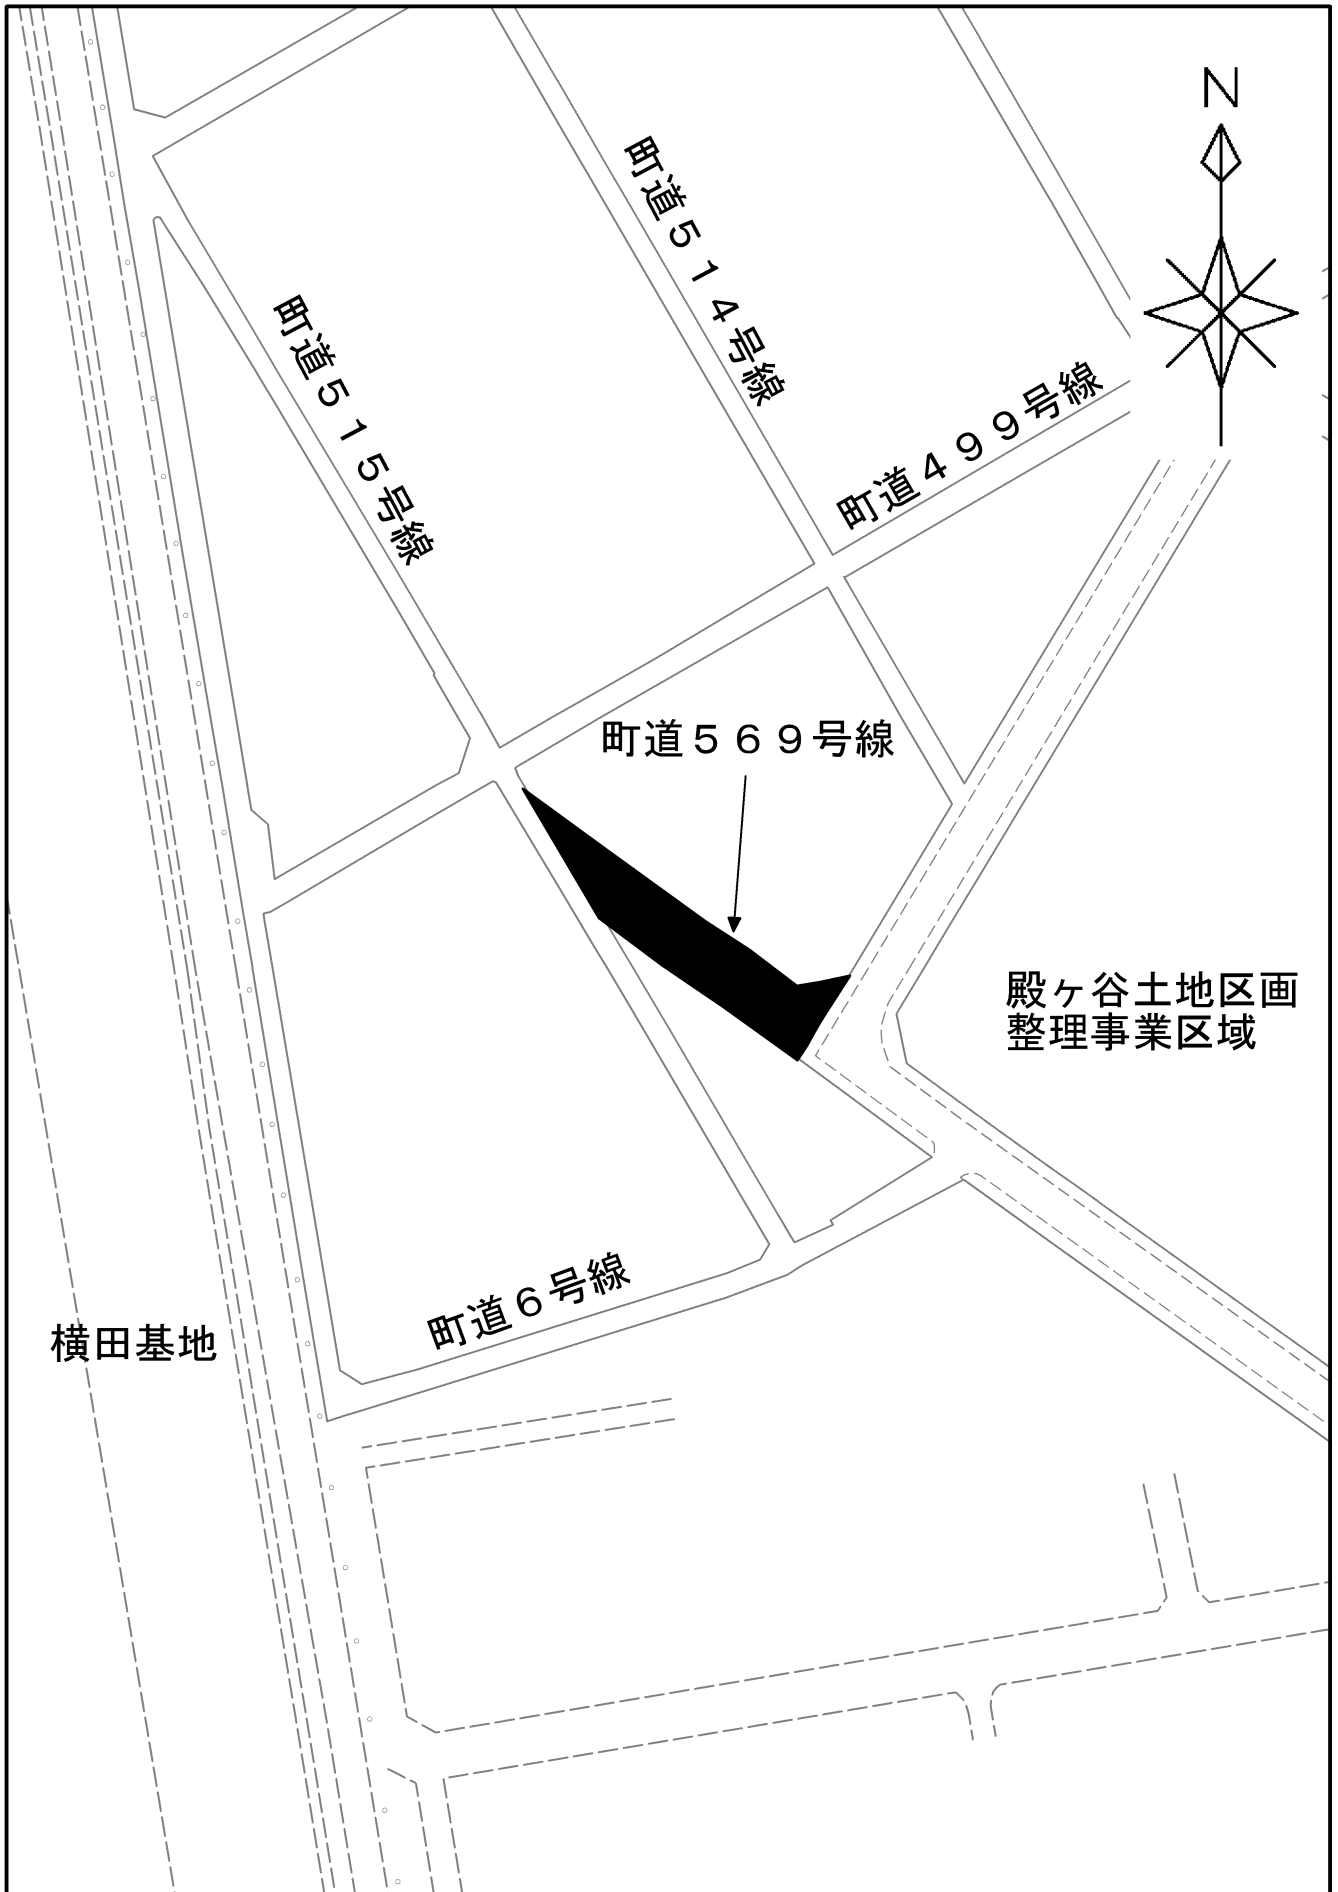 N
町道５１４号線
町道５１５号線
町道４９９号線
町道５６９号線
殿ヶ谷土地区画
整理事業区域
町道６号線
横田基地